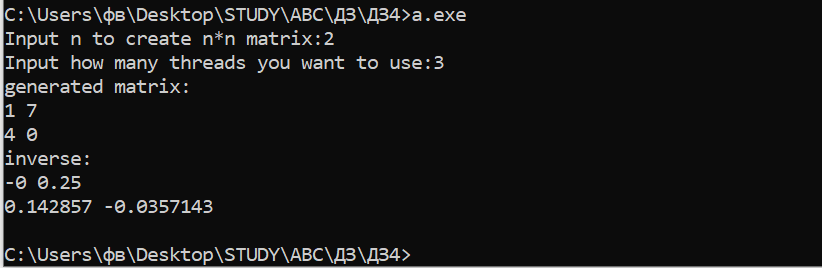 C:\Users\фв\Desktop\STUDY\ABC\ДЗ\ДЗ4>a.exe
Input n to create n*n matrix:2
Input how many threads you want to use:3
generated matrix:
1 7
4 0
inverse:
-0 0.25
0.142857 -0.0357143
C:\Users\фв\Desktop\STUDY\ABC\ДЗ\ДЗ4>